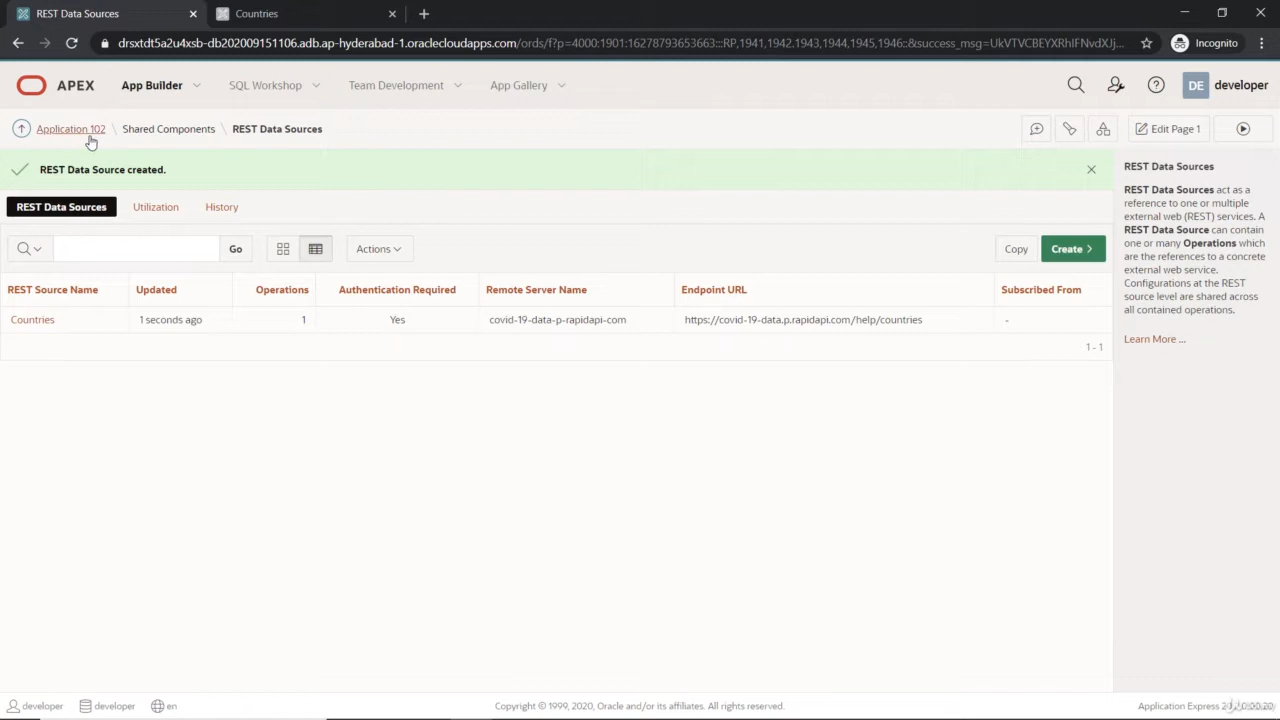 REST Data Sources
Countries
drsxtdt5a2u4xsb-db202009151106.adb.ap-hyderabad-1.oraclecloudapps.com/ords/f?p=4000:1901:16278793653663:::RP,1941,1942,1943,1944,1945,1946::&success_msg=UkVTVCBEYXRhIFNvdXJj...
Incognito
APEX
App Builder
SQL Workshop
Team Development
App Gallery
DE
developer
Application 102 \ Shared Components \ REST Data Sources
Edit Page 1
REST Data Source created.
REST Data Sources
Utilization
History
Go
Actions
Copy
Create
REST Source Name Updated Operations Authentication Required Remote Server Name Endpoint URL Subscribed From
Countries 1 seconds ago 1 Yes covid-19-data-p-rapidapi-com https://covid-19-data.p.rapidapi.com/help/countries -
1 - 1
REST Data Sources
REST Data Sources act as a
reference to one or multiple
external web (REST) services. A
REST Data Source can contain
one or many Operations which
are the references to a concrete
external web service.
Configurations at the REST
source level are shared across
all contained operations.
Learn More ...
developer
developer
en
Copyright © 1999, 2020, Oracle and/or its affiliates. All rights reserved.
Application Express